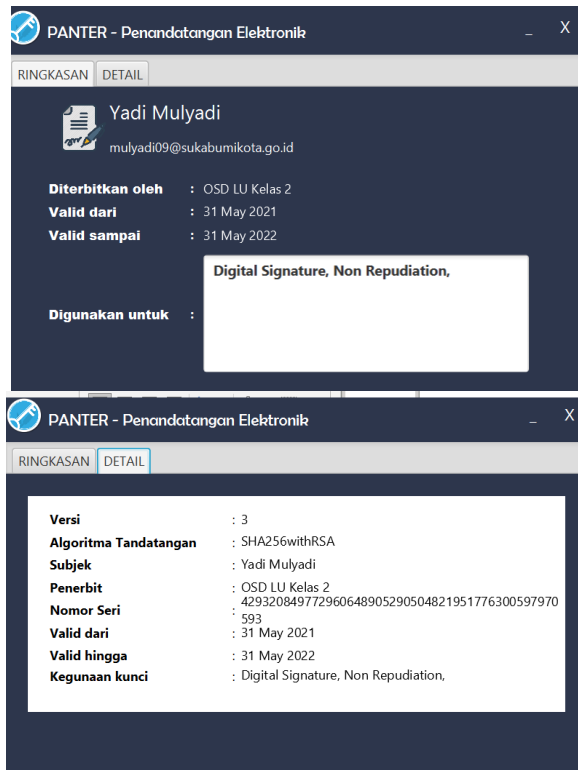 PANTER - Penandatangan Elektronik _ X
RINGKASAN DETAIL
Yadi Mulyadi
mulyadi09@sukabumikota.go.id
Diterbitkan oleh : OSD LU Kelas 2
Valid dari : 31 May 2021
Valid sampai : 31 May 2022
Digital Signature, Non Repudiation,
Digunakan untuk :
PANTER - Penandatangan Elektronik _ X
RINGKASAN DETAIL
Versi : 3
Algoritma Tandatangan : SHA256withRSA
Subjek : Yadi Mulyadi
Penerbit : OSD LU Kelas 2
Nomor Seri : 4293208497729606489052905048219517763005979​70
593
Valid dari : 31 May 2021
Valid hingga : 31 May 2022
Kegunaan kunci : Digital Signature, Non Repudiation,